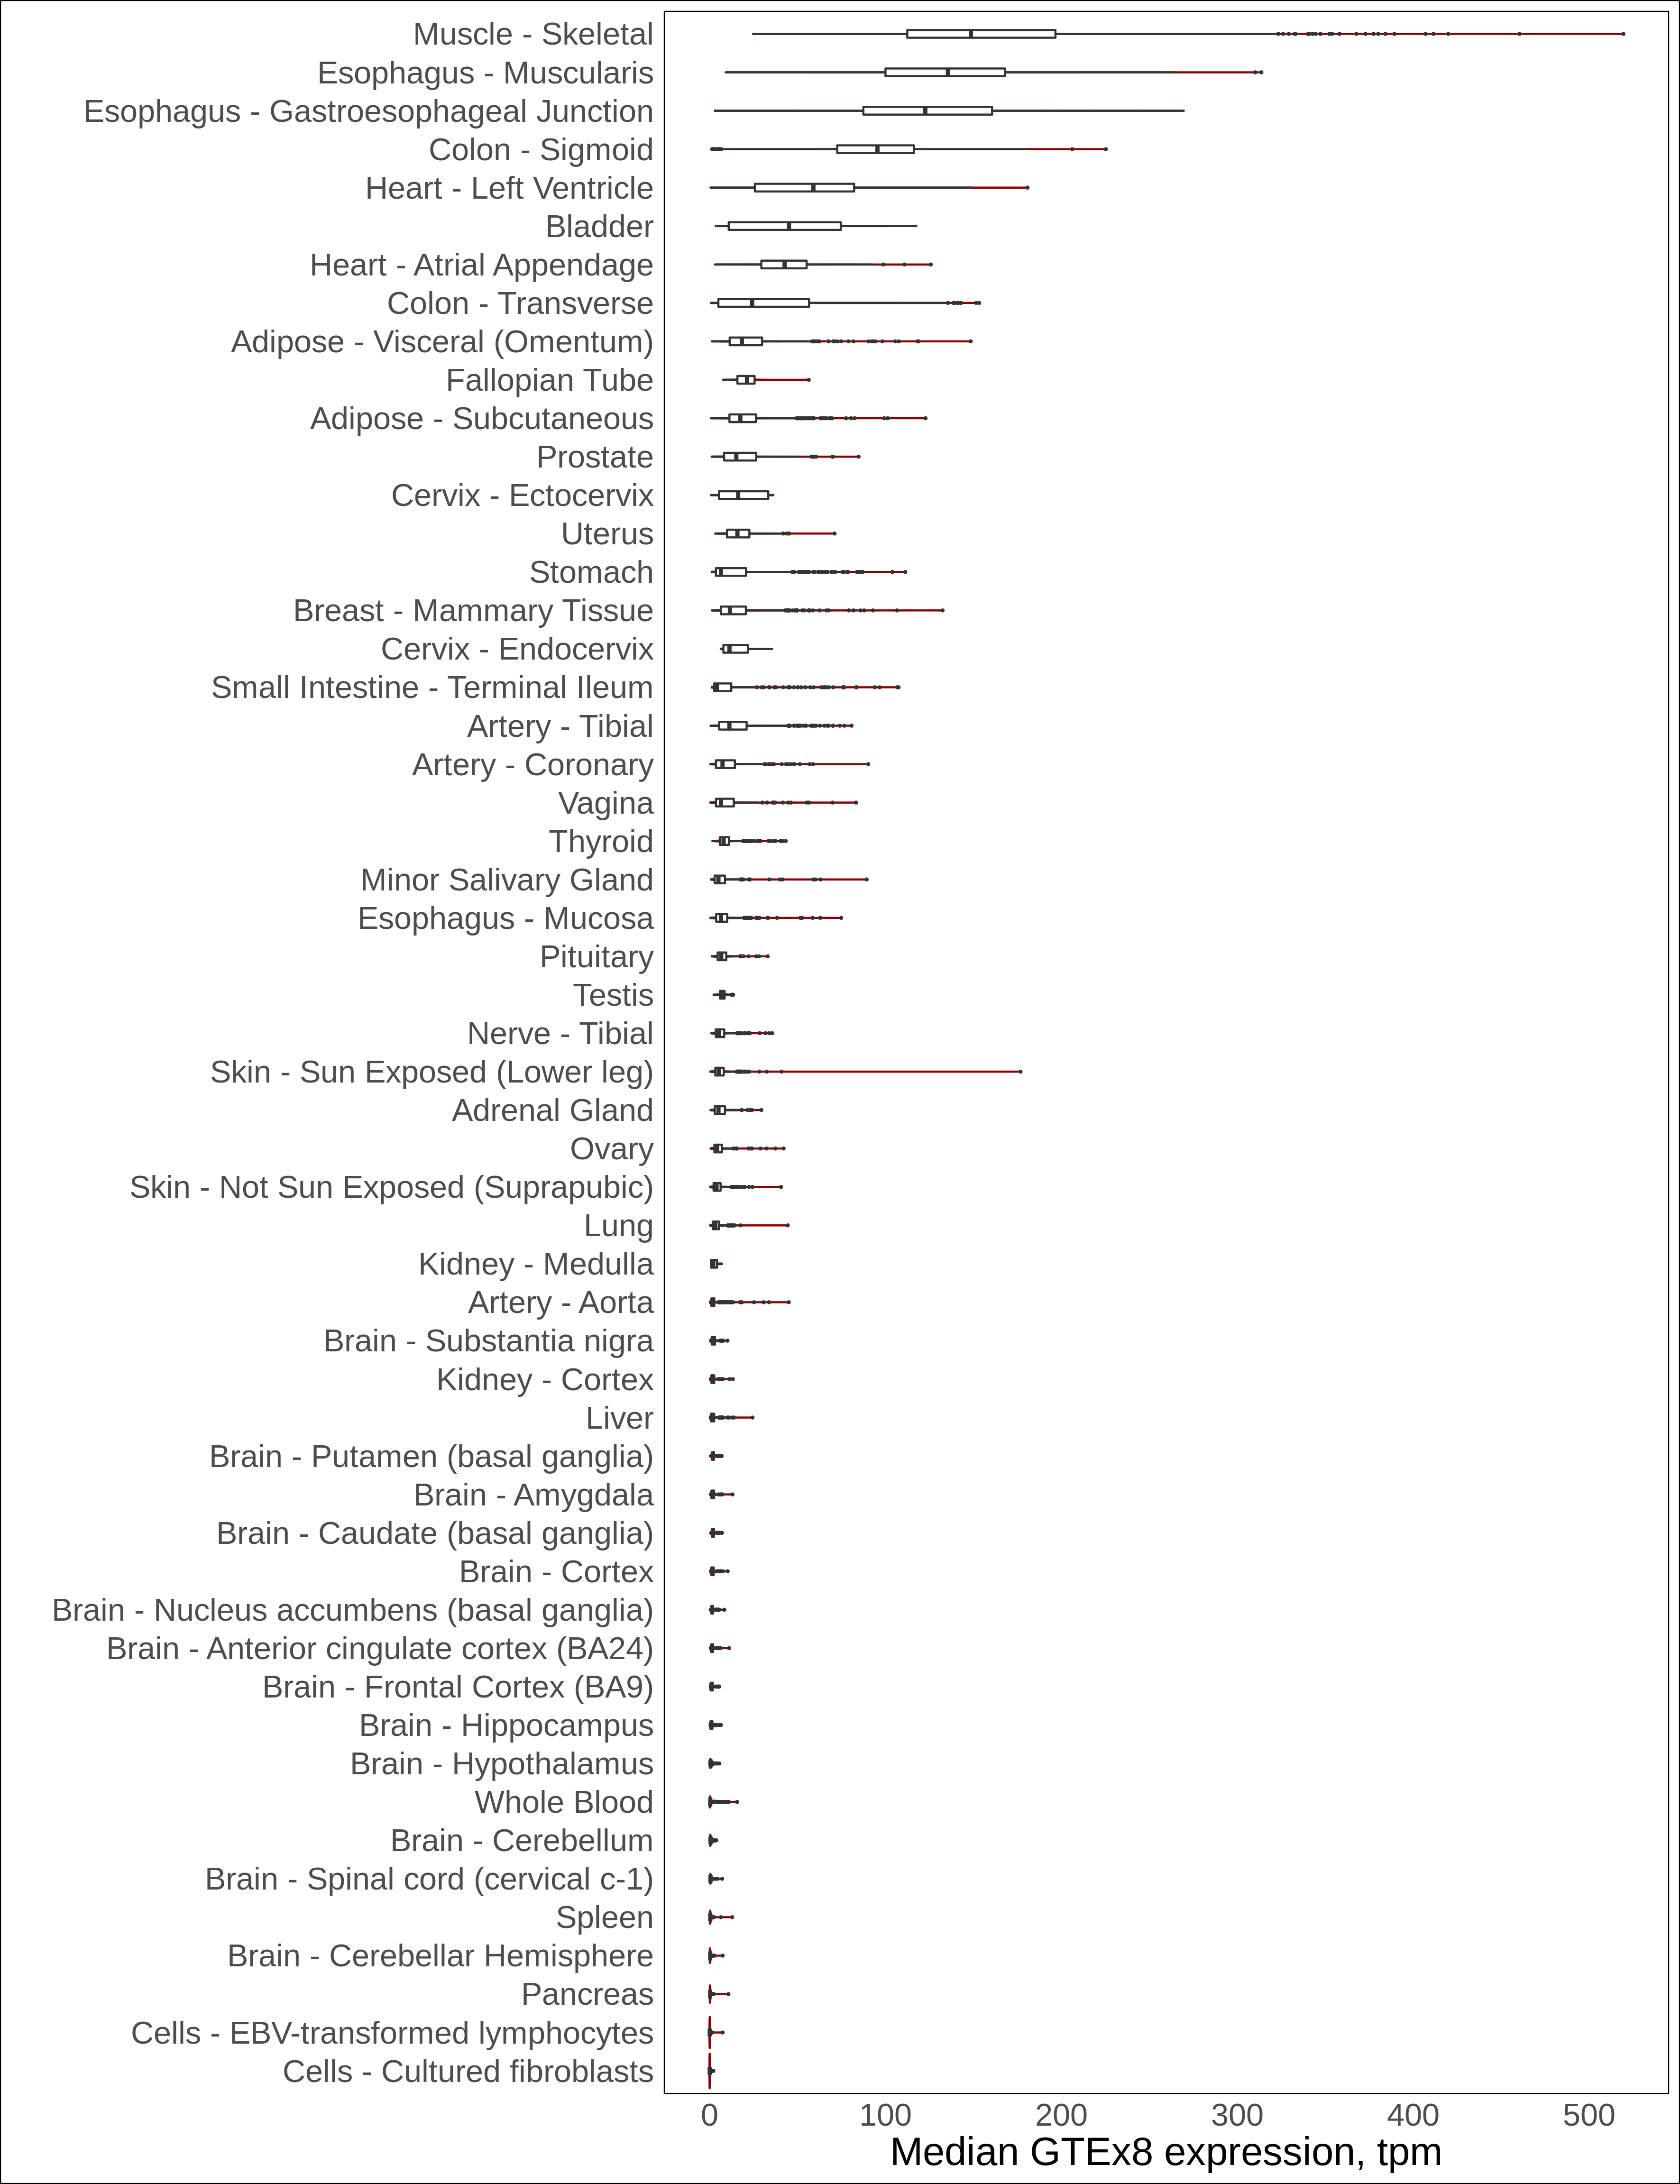 Muscle - Skeletal
Esophagus - Muscularis
Esophagus - Gastroesophageal Junction
Colon - Sigmoid
Heart - Left Ventricle
Bladder
Heart - Atrial Appendage
Colon - Transverse
Adipose - Visceral (Omentum)
Fallopian Tube
Adipose - Subcutaneous
Prostate
Cervix - Ectocervix
Uterus
Stomach
Breast - Mammary Tissue
Cervix - Endocervix
Small Intestine - Terminal Ileum
Artery - Tibial
Artery - Coronary
Vagina
Thyroid
Minor Salivary Gland
Esophagus - Mucosa
Pituitary
Testis
Nerve - Tibial
Skin - Sun Exposed (Lower leg)
Adrenal Gland
Ovary
Skin - Not Sun Exposed (Suprapubic)
Lung
Kidney - Medulla
Artery - Aorta
Brain - Substantia nigra
Kidney - Cortex
Liver
Brain - Putamen (basal ganglia)
Brain - Amygdala
Brain - Caudate (basal ganglia)
Brain - Cortex
Brain - Nucleus accumbens (basal ganglia)
Brain - Anterior cingulate cortex (BA24)
Brain - Frontal Cortex (BA9)
Brain - Hippocampus
Brain - Hypothalamus
Whole Blood
Brain - Cerebellum
Brain - Spinal cord (cervical c-1)
Spleen
Brain - Cerebellar Hemisphere
Pancreas
Cells - EBV-transformed lymphocytes
Cells - Cultured fibroblasts
0 100 200 300 400 500
Median GTEx8 expression, tpm